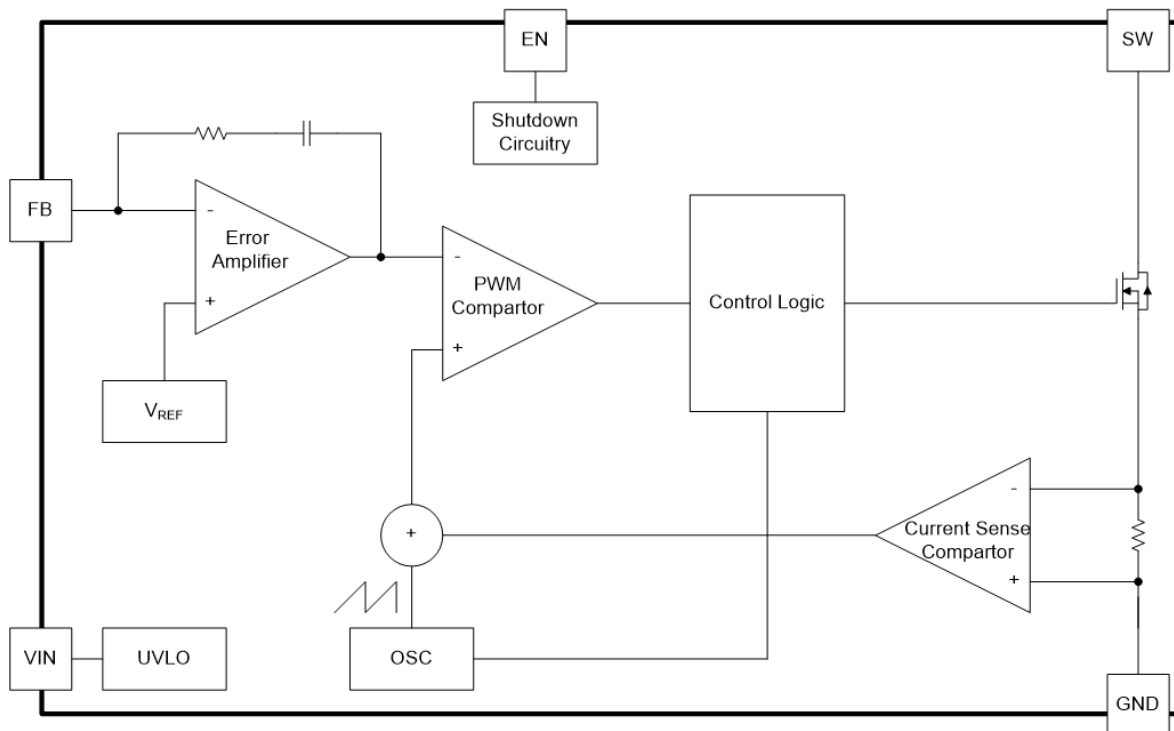 EN
SW
Shutdown
Circuitry
FB
-
Error
Amplifier
+
-
PWM
Compartor
+
Control Logic
VREF
-
Current Sense
Compartor
+
+
VIN
UVLO
OSC
GND